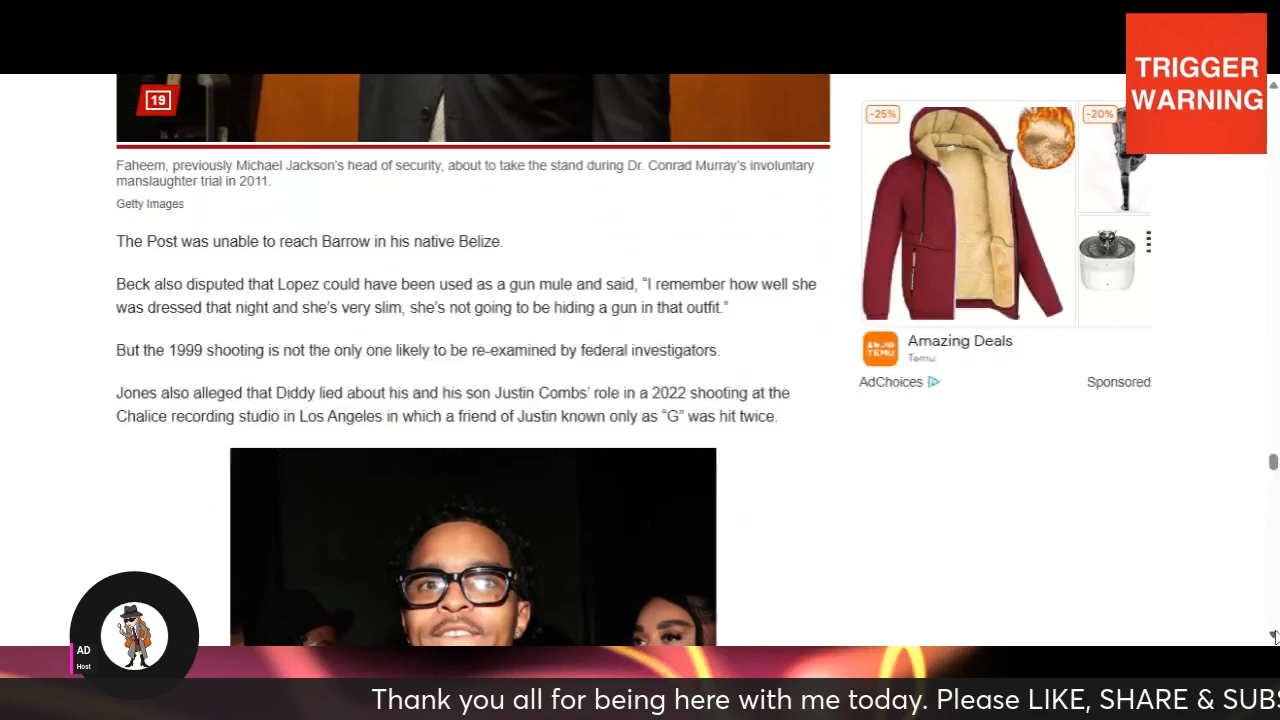 TRIGGER
WARNING
19
Faheem, previously Michael Jackson's head of security, about to take the stand during Dr. Conrad Murray's involuntary
manslaughter trial in 2011.
Getty Images
The Post was unable to reach Barrow in his native Belize.
Beck also disputed that Lopez could have been used as a gun mule and said, “I remember how well she
was dressed that night and she's very slim, she's not going to be hiding a gun in that outfit.”
But the 1999 shooting is not the only one likely to be re-examined by federal investigators.
Jones also alleged that Diddy lied about his and his son Justin Combs' role in a 2022 shooting at the
Chalice recording studio in Los Angeles in which a friend of Justin known only as “G” was hit twice.
-25%
-20%
TEMU
Amazing Deals
Temu
AdChoices
Sponsored
AD
Host
Thank you all for being here with me today. Please LIKE, SHARE & SUBS